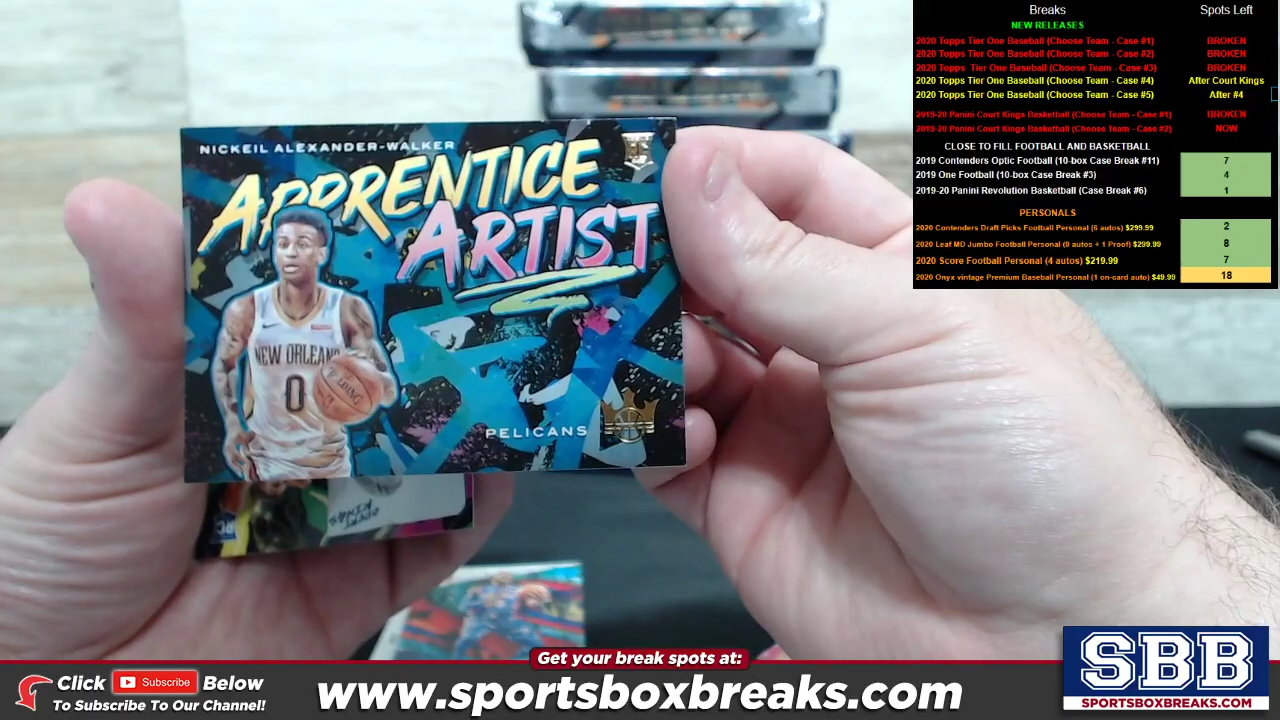 Breaks Spots Left
NEW RELEASES
2020 Topps Tier One Baseball (Choose Team - Case #1) BROKEN
2020 Topps Tier One Baseball (Choose Team - Case #2) BROKEN
2020 Topps Tier One Baseball (Choose Team - Case #3) BROKEN
2020 Topps Tier One Baseball (Choose Team - Case #4) After Court Kings
2020 Topps Tier One Baseball (Choose Team - Case #5) After #4
2019-20 Panini Court Kings Basketball (Choose Team - Case #1) BROKEN
2019-20 Panini Court Kings Basketball (Choose Team - Case #2) NOW
CLOSE TO FILL FOOTBALL AND BASKETBALL
2019 Contenders Optic Football (10-box Case Break #11) 7
2019 One Football (10-box Case Break #3) 4
2019-20 Panini Revolution Basketball (Case Break #6) 1
PERSONALS
2020 Contenders Draft Picks Football Personal (6 autos) $299.99 2
2020 Leaf MD Jumbo Football Personal (9 autos + 1 Proof) $299.99 8
2020 Score Football Personal (4 autos) $219.99 7
2020 Onyx vintage Premium Baseball Personal (1 on-card auto) $49.99 18
NICKEIL ALEXANDER-WALKER
APPRENTICE
ARTIST
NEW ORLEANS
0
PELICANS
COURT KINGS
Get your break spots at:
Click Subscribe Below
To Subscribe To Our Channel!
www.sportsboxbreaks.com
SBB
SPORTSBOXBREAKS.COM